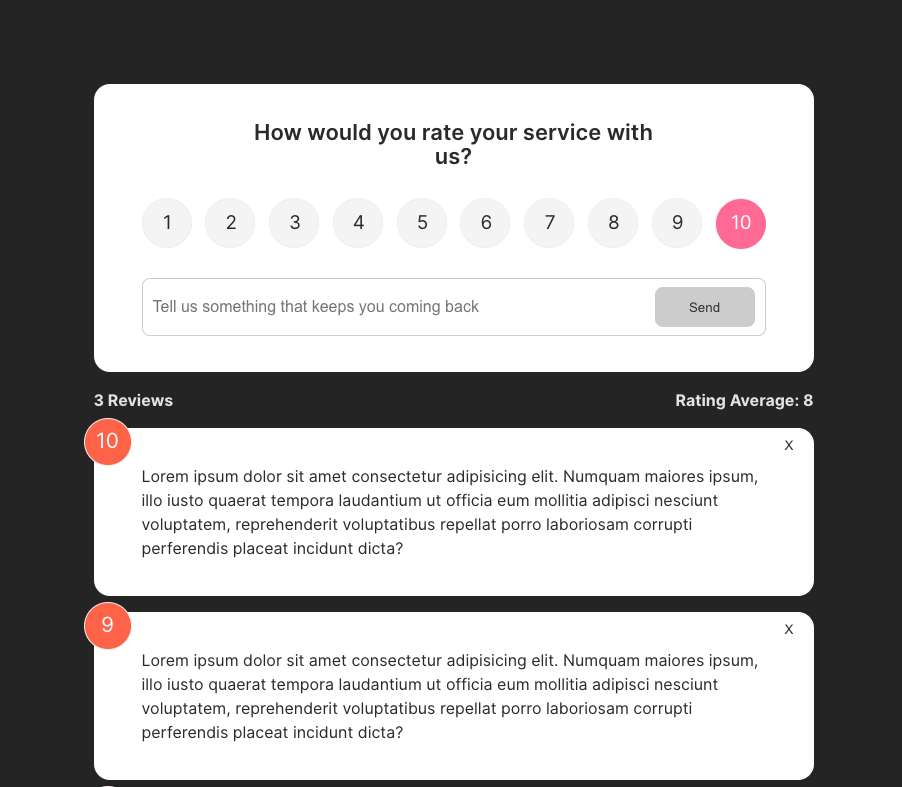 How would you rate your service with
us?
1 2 3 4 5 6 7 8 9 10
Tell us something that keeps you coming back
Send
3 Reviews
Rating Average: 8
10
X
Lorem ipsum dolor sit amet consectetur adipisicing elit. Numquam maiores ipsum,
illo iusto quaerat tempora laudantium ut officia eum mollitia adipisci nesciunt
voluptatem, reprehenderit voluptatibus repellat porro laboriosam corrupti
perferendis placeat incidunt dicta?
9
X
Lorem ipsum dolor sit amet consectetur adipisicing elit. Numquam maiores ipsum,
illo iusto quaerat tempora laudantium ut officia eum mollitia adipisci nesciunt
voluptatem, reprehenderit voluptatibus repellat porro laboriosam corrupti
perferendis placeat incidunt dicta?